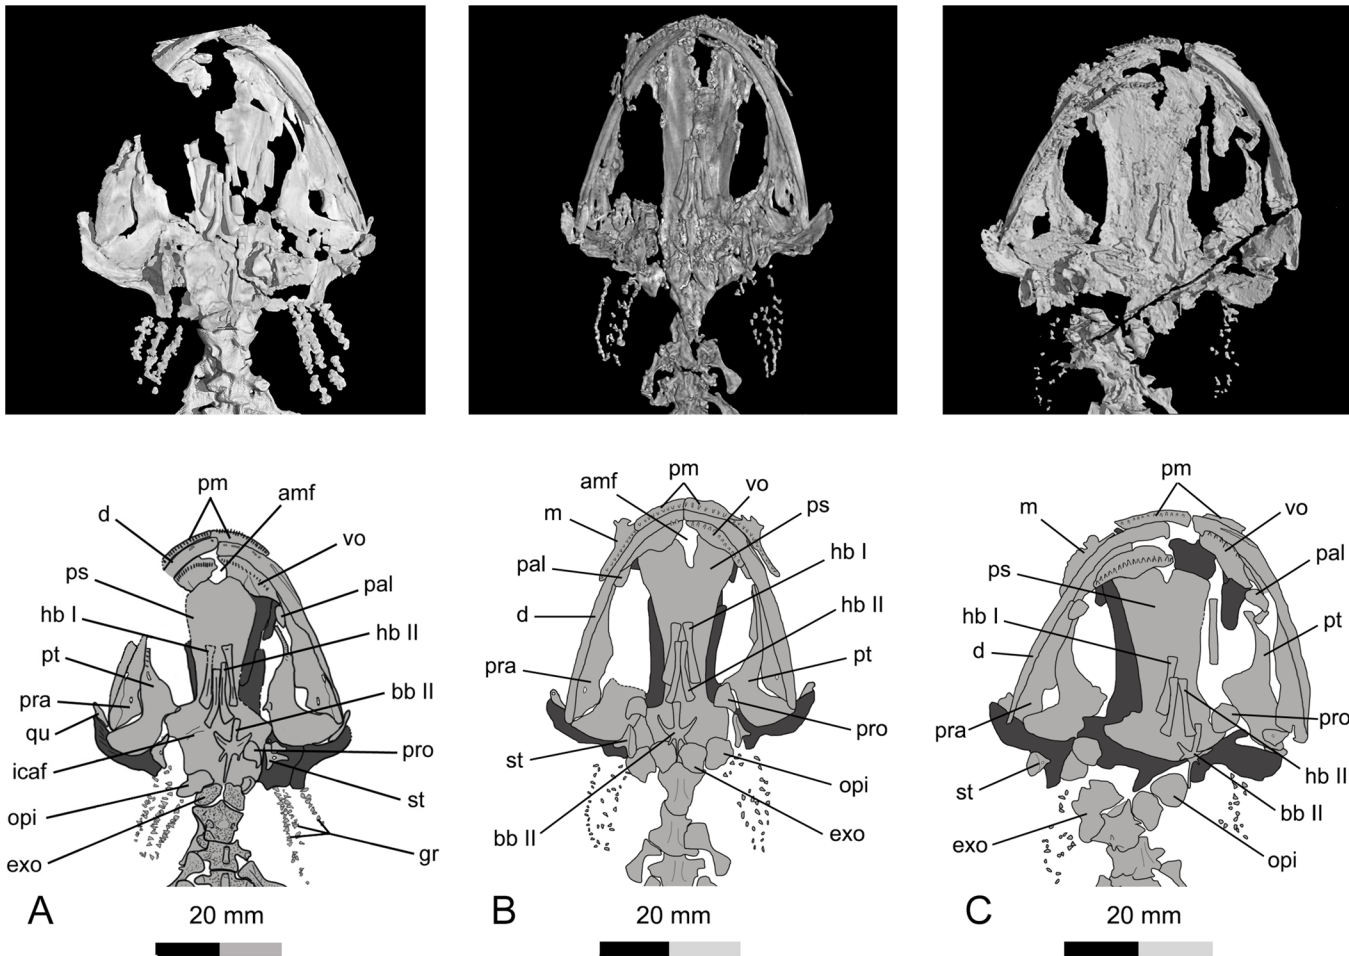 pm
amf
d
vo
ps
pal
hb I
hb II
pt
bb II
pra
qu
pro
icaf
st
opi
exo
gr
A
20 mm
pm
amf
vo
m
ps
pal
hb I
d
hb II
pra
pt
pro
st
opi
bb II
exo
B
20 mm
pm
m
vo
ps
pal
hb I
pt
d
pra
pro
hb II
st
bb II
exo
opi
C
20 mm